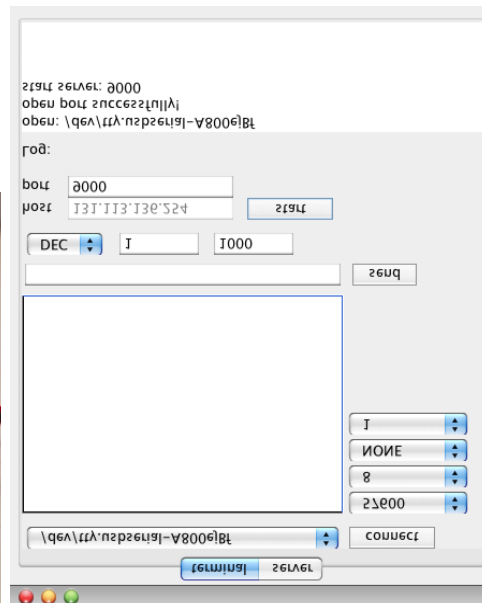 terminal server
/dev/tty.usbserial-A800ejBf connect
57600
8
NONE
1
send
DEC 1 1000
host 131.113.136.254 start
port 9000
Log:
open: /dev/tty.usbserial-A800ejBf
open port successfully!
start server: 9000